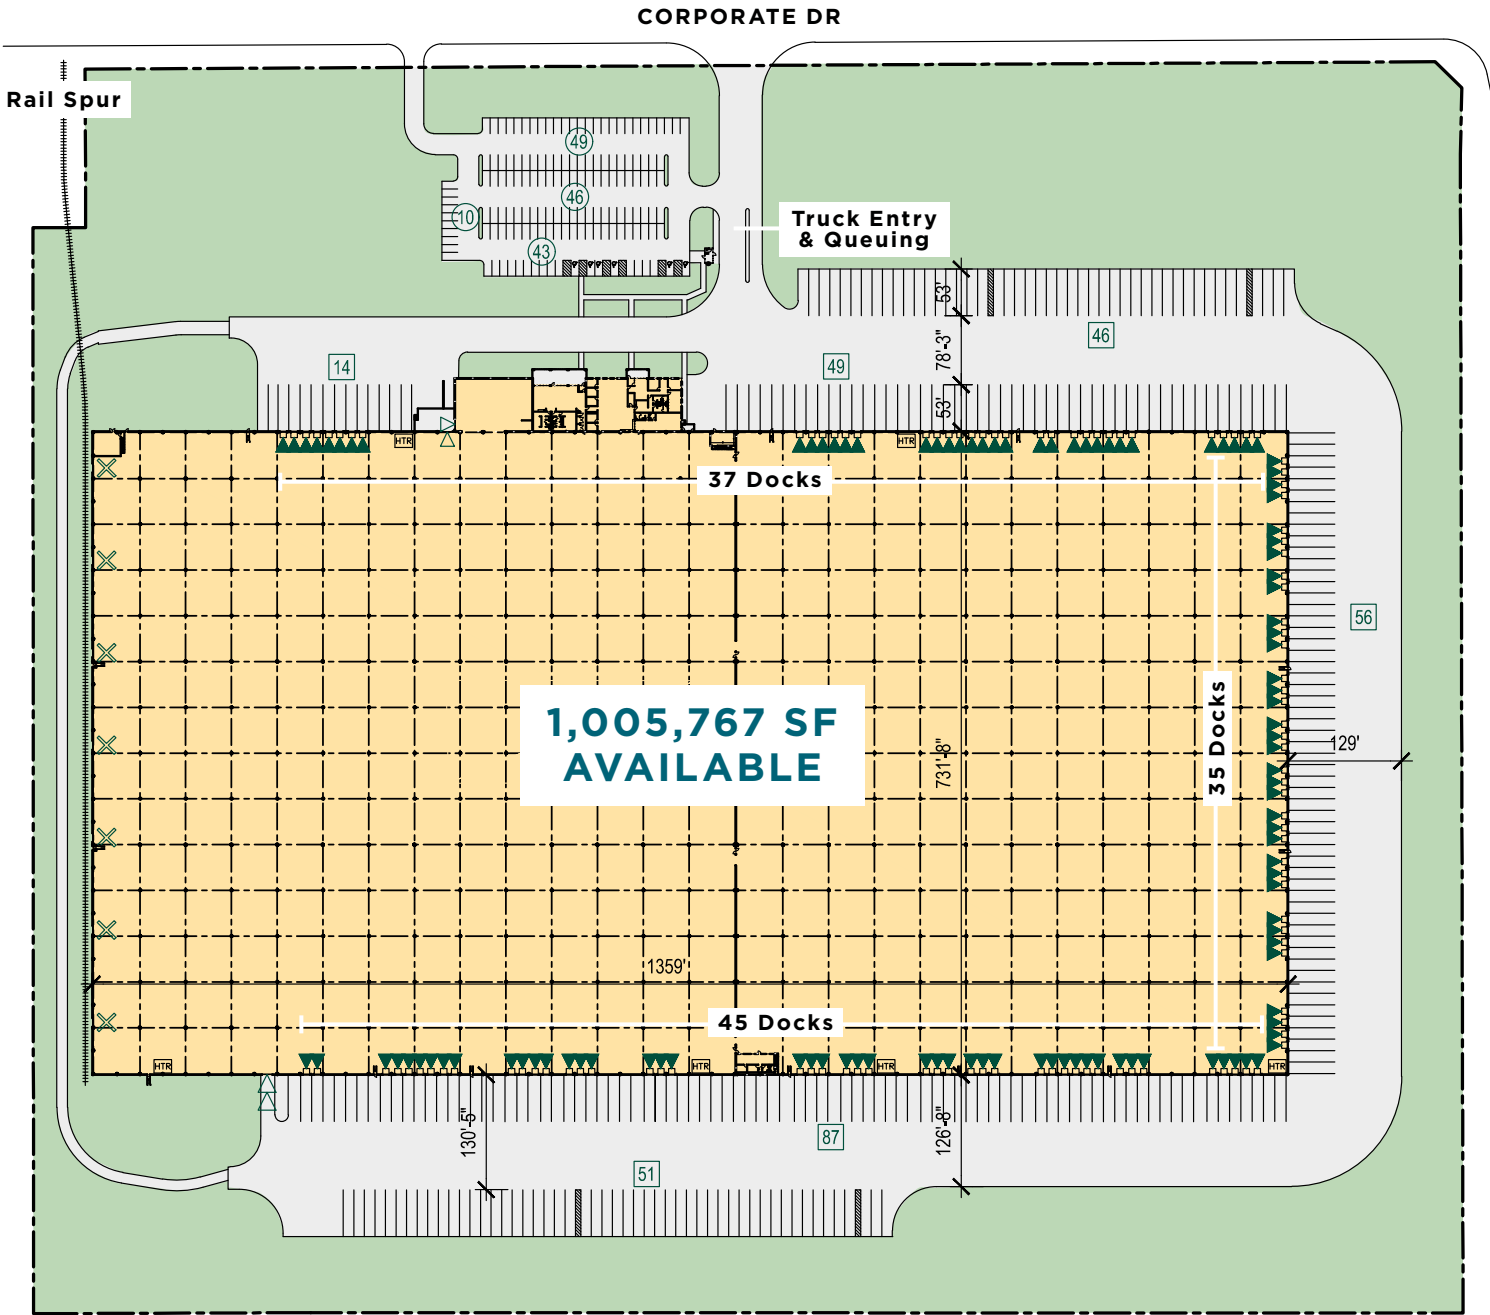 CORPORATE DR
Rail Spur
49
46
10
43
Truck Entry
& Queuing
53'
46
78'-3"
14
49
53'
HTR
HTR
37 Docks
56
1,005,767 SF
AVAILABLE
731'-8"
35 Docks
129'
1359'
45 Docks
HTR
HTR
HTR
HTR
130'-5"
87
126'-8"
51